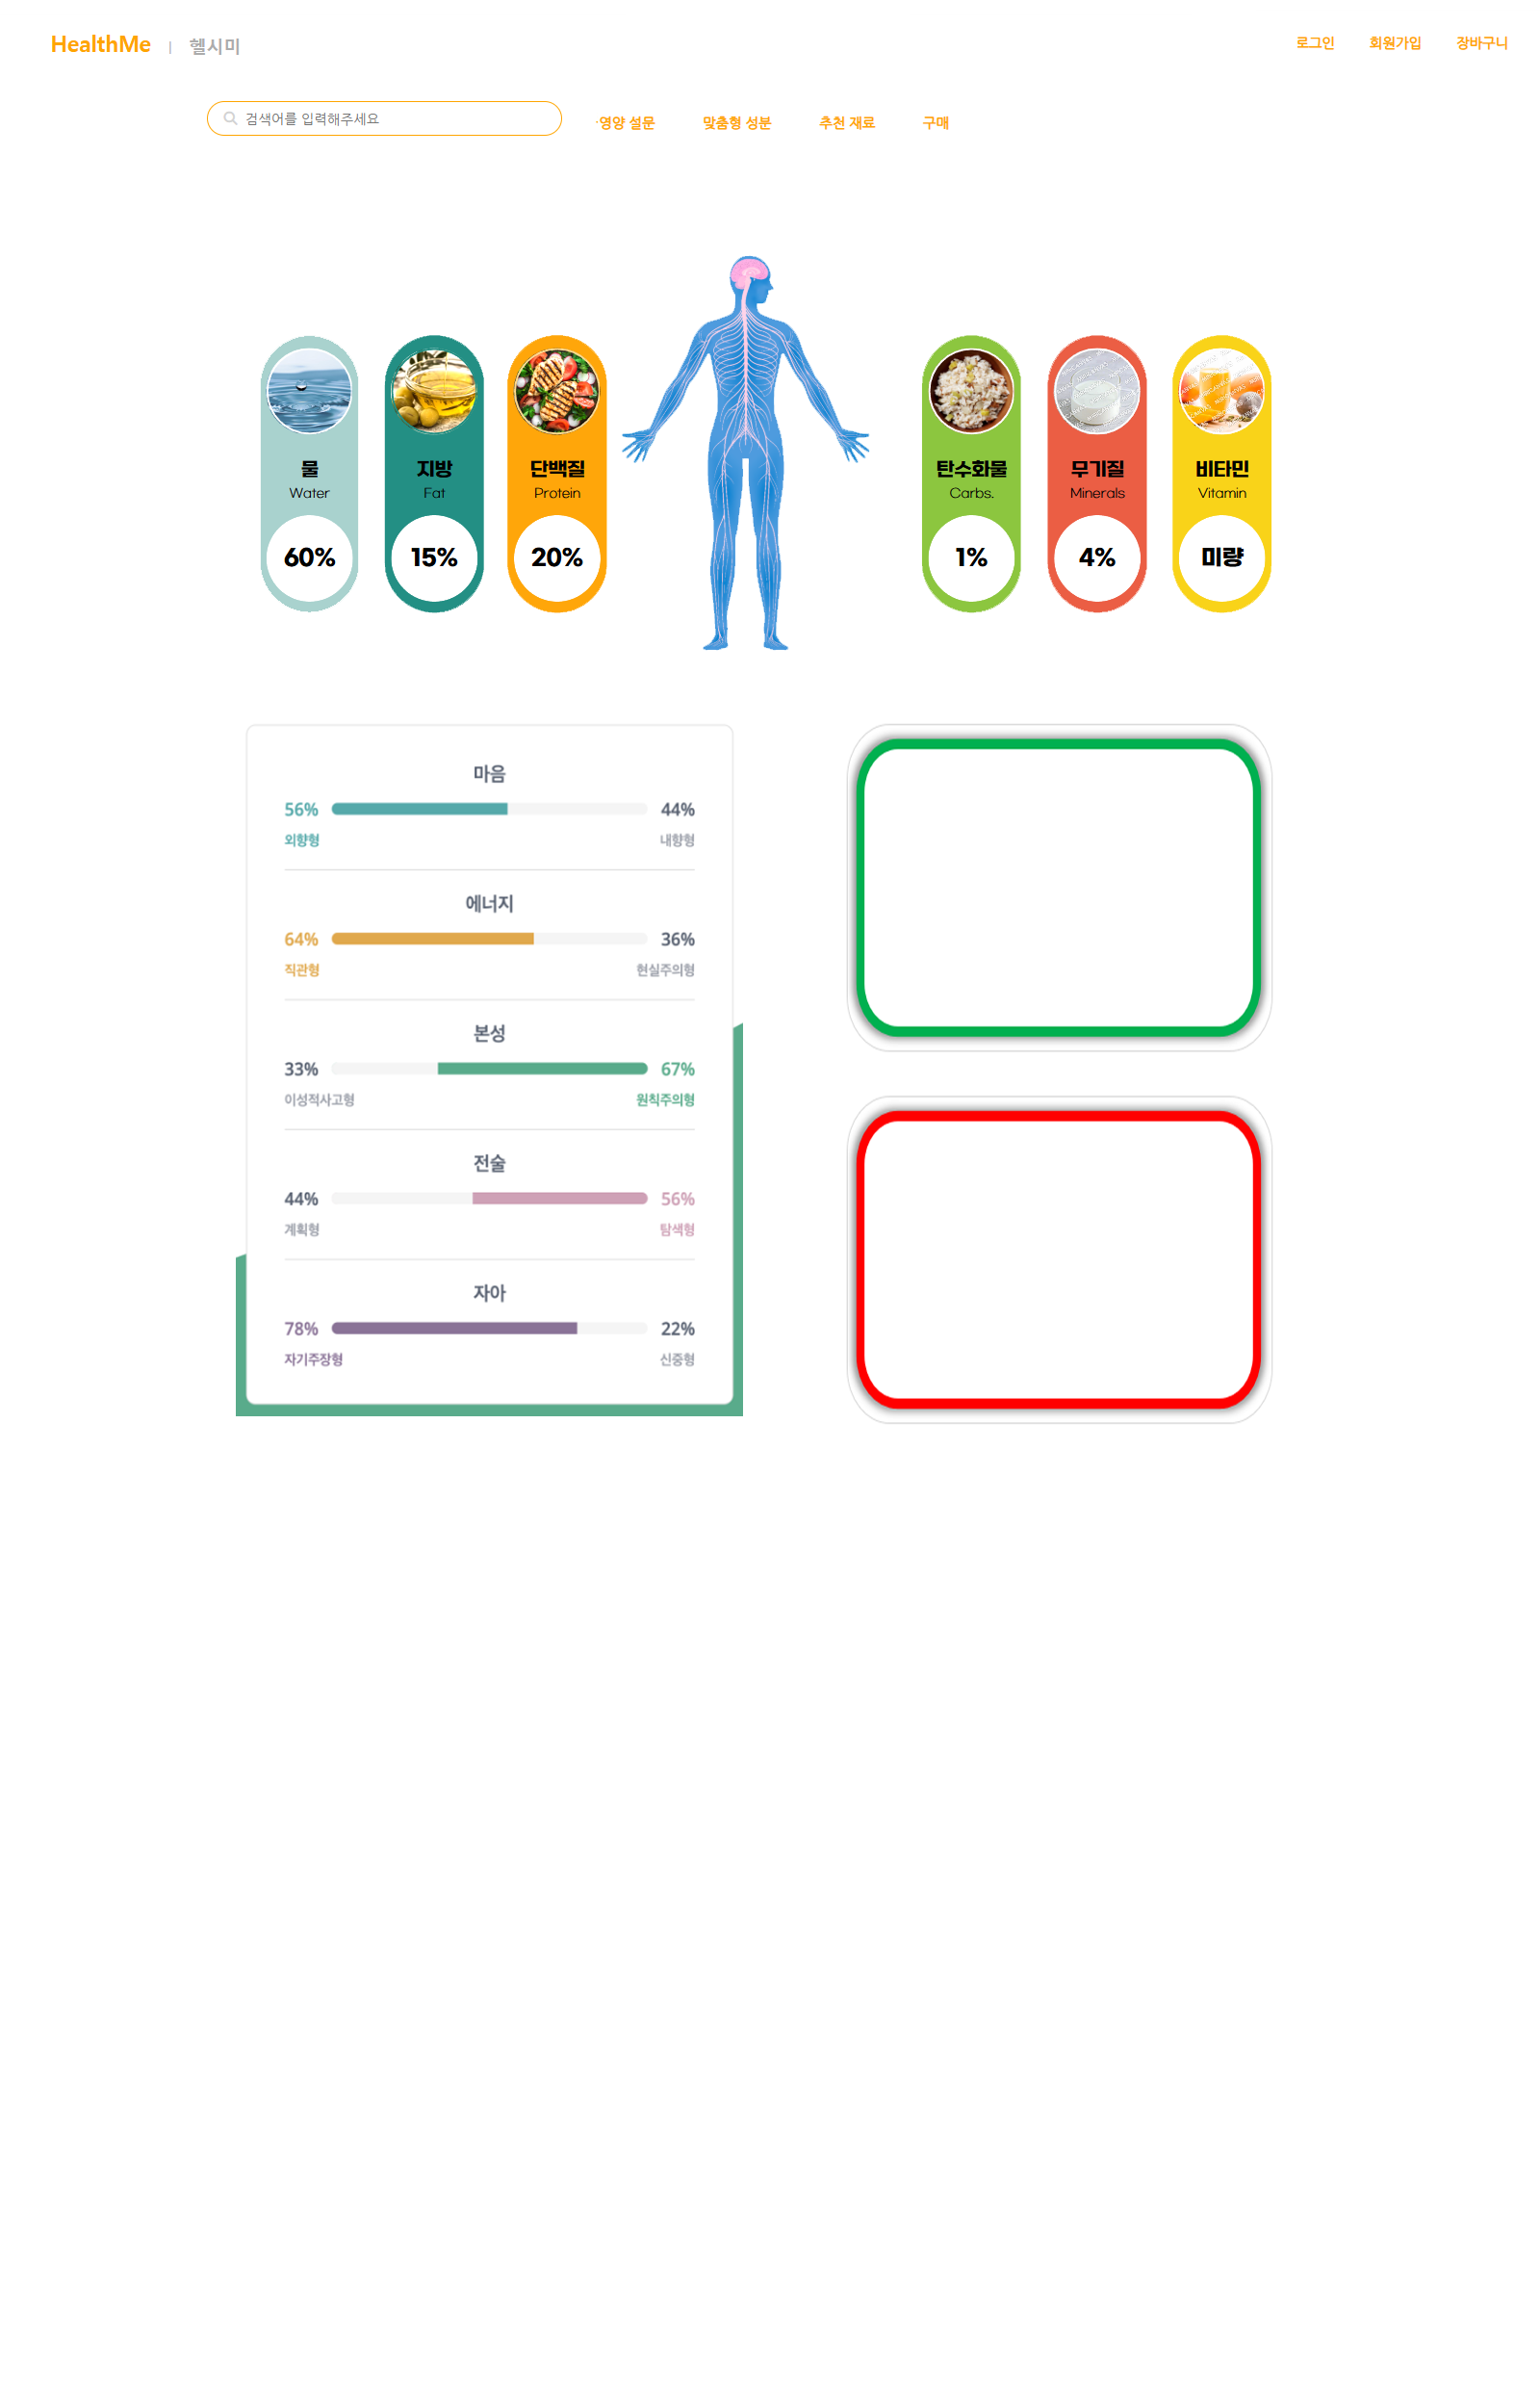 HealthMe | 헬시미
로그인 회원가입 장바구니
검색어를 입력해주세요
·영양 설문 맞춤형 성분 추천 재료 구매
물 지방 단백질 탄수화물 무기질 비타민
Water Fat Protein Carbs. Minerals Vitamin
60% 15% 20% 1% 4% 미량
마음
56% 44%
외향형 내향형
에너지
64% 36%
직관형 현실주의형
본성
33% 67%
이성적사고형 원칙주의형
전술
44% 56%
계획형 탐색형
자아
78% 22%
자기주장형 신중형